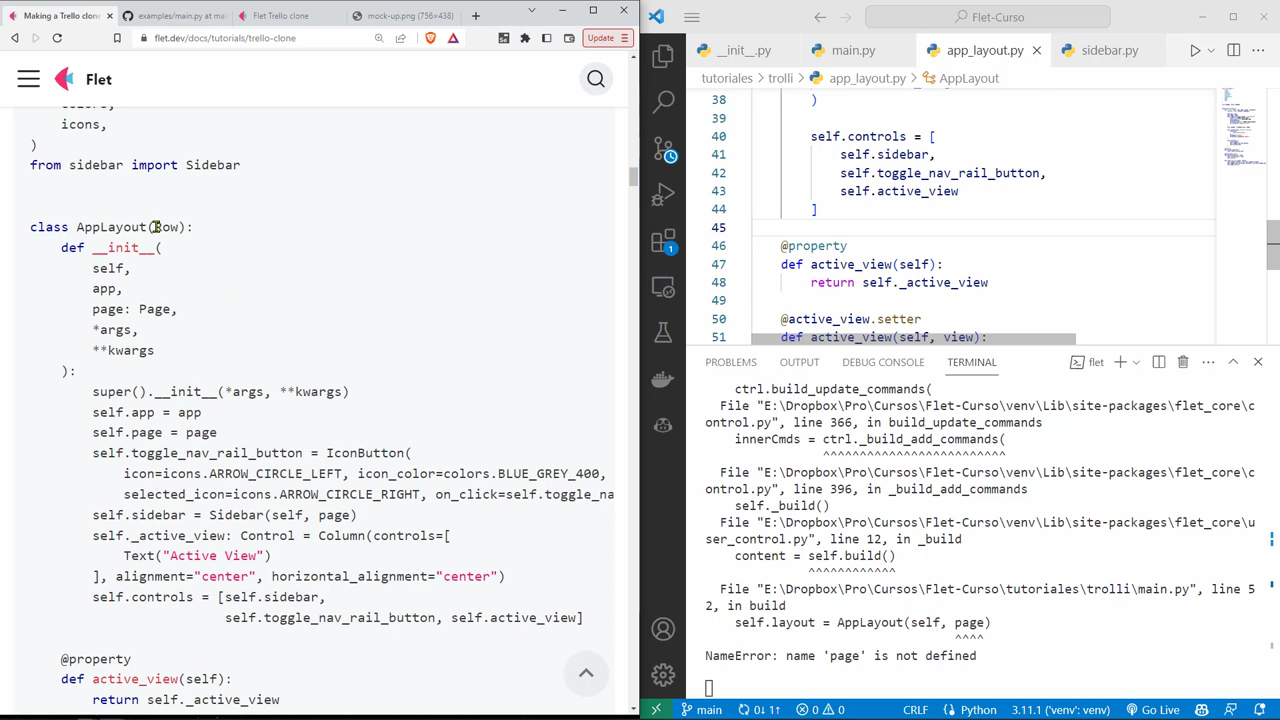 Making a Trello clone
examples/main.py at mai
Flet Trello clone
mock-up.png (756×438)
flet.dev/docs/tutorials/trello-clone
Update
Flet
icons,
)
from sidebar import Sidebar
class AppLayout(Row):
def __init__(
self,
app,
page: Page,
*args,
**kwargs
):
super().__init__(*args, **kwargs)
self.app = app
self.page = page
self.toggle_nav_rail_button = IconButton(
icon=icons.ARROW_CIRCLE_LEFT, icon_color=colors.BLUE_GREY_400,
selected_icon=icons.ARROW_CIRCLE_RIGHT, on_click=self.toggle_na
self.sidebar = Sidebar(self, page)
self._active_view: Control = Column(controls=[
Text("Active View")
], alignment="center", horizontal_alignment="center")
self.controls = [self.sidebar,
self.toggle_nav_rail_button, self.active_view]
@property
def active_view(self):
return self._active_view
Flet-Curso
__init__.py
main.py
app_layout.py
sidebar.py
tutoriales > trolli > app_layout.py > AppLayout
38 )
40 self.controls = [
41 self.sidebar,
42 self.toggle_nav_rail_button,
43 self.active_view
44 ]
45
46 @property
47 def active_view(self):
48 return self._active_view
49
50 @active_view.setter
51 def active_view(self, view):
PROBLEMS OUTPUT DEBUG CONSOLE TERMINAL
flet
ctrl.build_update_commands(
File "E:\Dropbox\Pro\Cursos\Flet-Curso\venv\Lib\site-packages\flet_core\c
ontrol.py", line 366, in build_update_commands
innerCmds = ctrl._build_add_commands(
^^^^^^^^^^^^^^^^^^^^^^^^^
File "E:\Dropbox\Pro\Cursos\Flet-Curso\venv\Lib\site-packages\flet_core\c
ontrol.py", line 396, in _build_add_commands
self._build()
File "E:\Dropbox\Pro\Cursos\Flet-Curso\venv\Lib\site-packages\flet_core\u
ser_control.py", line 12, in _build
content = self.build()
^^^^^^^^^^^^
File "E:\Dropbox\Pro\Cursos\Flet-Curso\tutoriales\trolli\main.py", line 5
2, in build
self.layout = AppLayout(self, page)
^^^^
NameError: name 'page' is not defined
1
main
0↓ 1↑
0
0
CRLF
Python
3.11.1 ('venv': venv)
Go Live